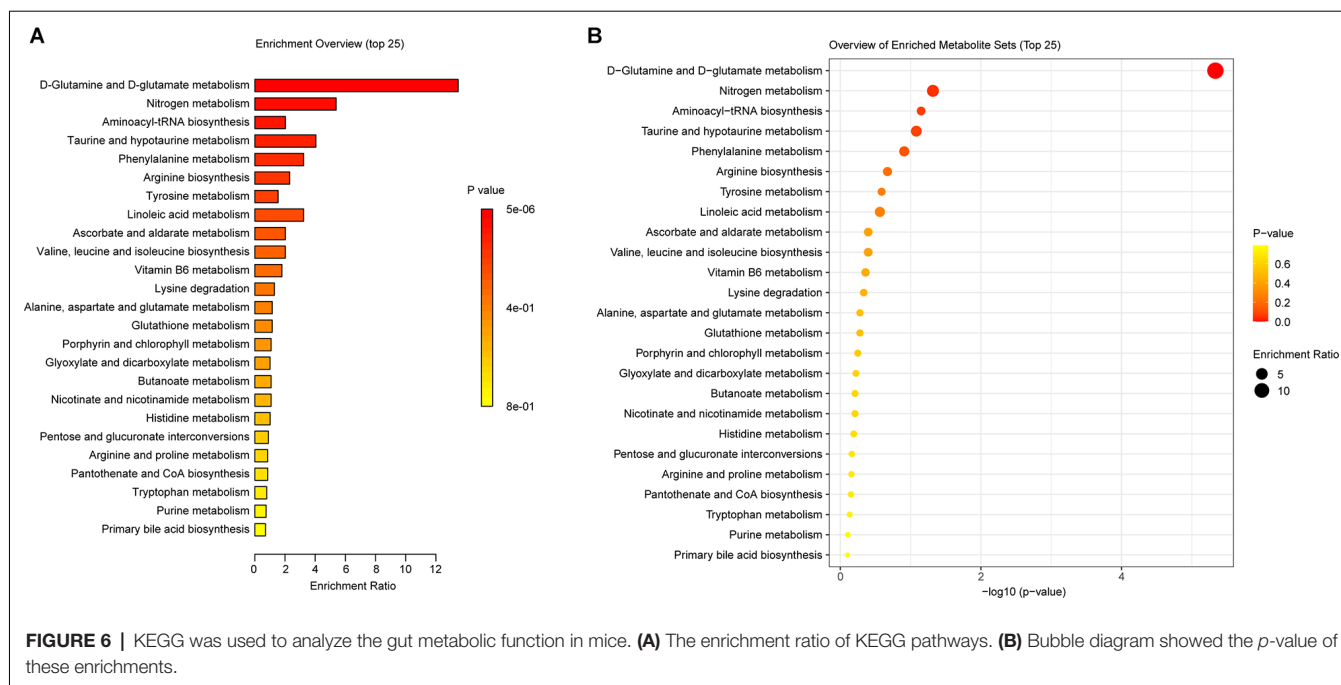 A
Enrichment Overview (top 25)
D-Glutamine and D-glutamate metabolism
Nitrogen metabolism
Aminoacyl-tRNA biosynthesis
Taurine and hypotaurine metabolism
Phenylalanine metabolism
Arginine biosynthesis
Tyrosine metabolism
Linoleic acid metabolism
Ascorbate and aldarate metabolism
Valine, leucine and isoleucine biosynthesis
Vitamin B6 metabolism
Lysine degradation
Alanine, aspartate and glutamate metabolism
Glutathione metabolism
Porphyrin and chlorophyll metabolism
Glyoxylate and dicarboxylate metabolism
Butanoate metabolism
Nicotinate and nicotinamide metabolism
Histidine metabolism
Pentose and glucuronate interconversions
Arginine and proline metabolism
Pantothenate and CoA biosynthesis
Tryptophan metabolism
Purine metabolism
Primary bile acid biosynthesis
0 2 4 6 8 10 12
Enrichment Ratio
P value
5e-06
4e-01
8e-01
B
Overview of Enriched Metabolite Sets (Top 25)
D−Glutamine and D−glutamate metabolism
Nitrogen metabolism
Aminoacyl−tRNA biosynthesis
Taurine and hypotaurine metabolism
Phenylalanine metabolism
Arginine biosynthesis
Tyrosine metabolism
Linoleic acid metabolism
Ascorbate and aldarate metabolism
Valine, leucine and isoleucine biosynthesis
Vitamin B6 metabolism
Lysine degradation
Alanine, aspartate and glutamate metabolism
Glutathione metabolism
Porphyrin and chlorophyll metabolism
Glyoxylate and dicarboxylate metabolism
Butanoate metabolism
Nicotinate and nicotinamide metabolism
Histidine metabolism
Pentose and glucuronate interconversions
Arginine and proline metabolism
Pantothenate and CoA biosynthesis
Tryptophan metabolism
Purine metabolism
Primary bile acid biosynthesis
0 2 4
−log10 (p−value)
P−value
0.6
0.4
0.2
0.0
Enrichment Ratio
5
10
FIGURE 6 | KEGG was used to analyze the gut metabolic function in mice. (A) The enrichment ratio of KEGG pathways. (B) Bubble diagram showed the p-value of
these enrichments.